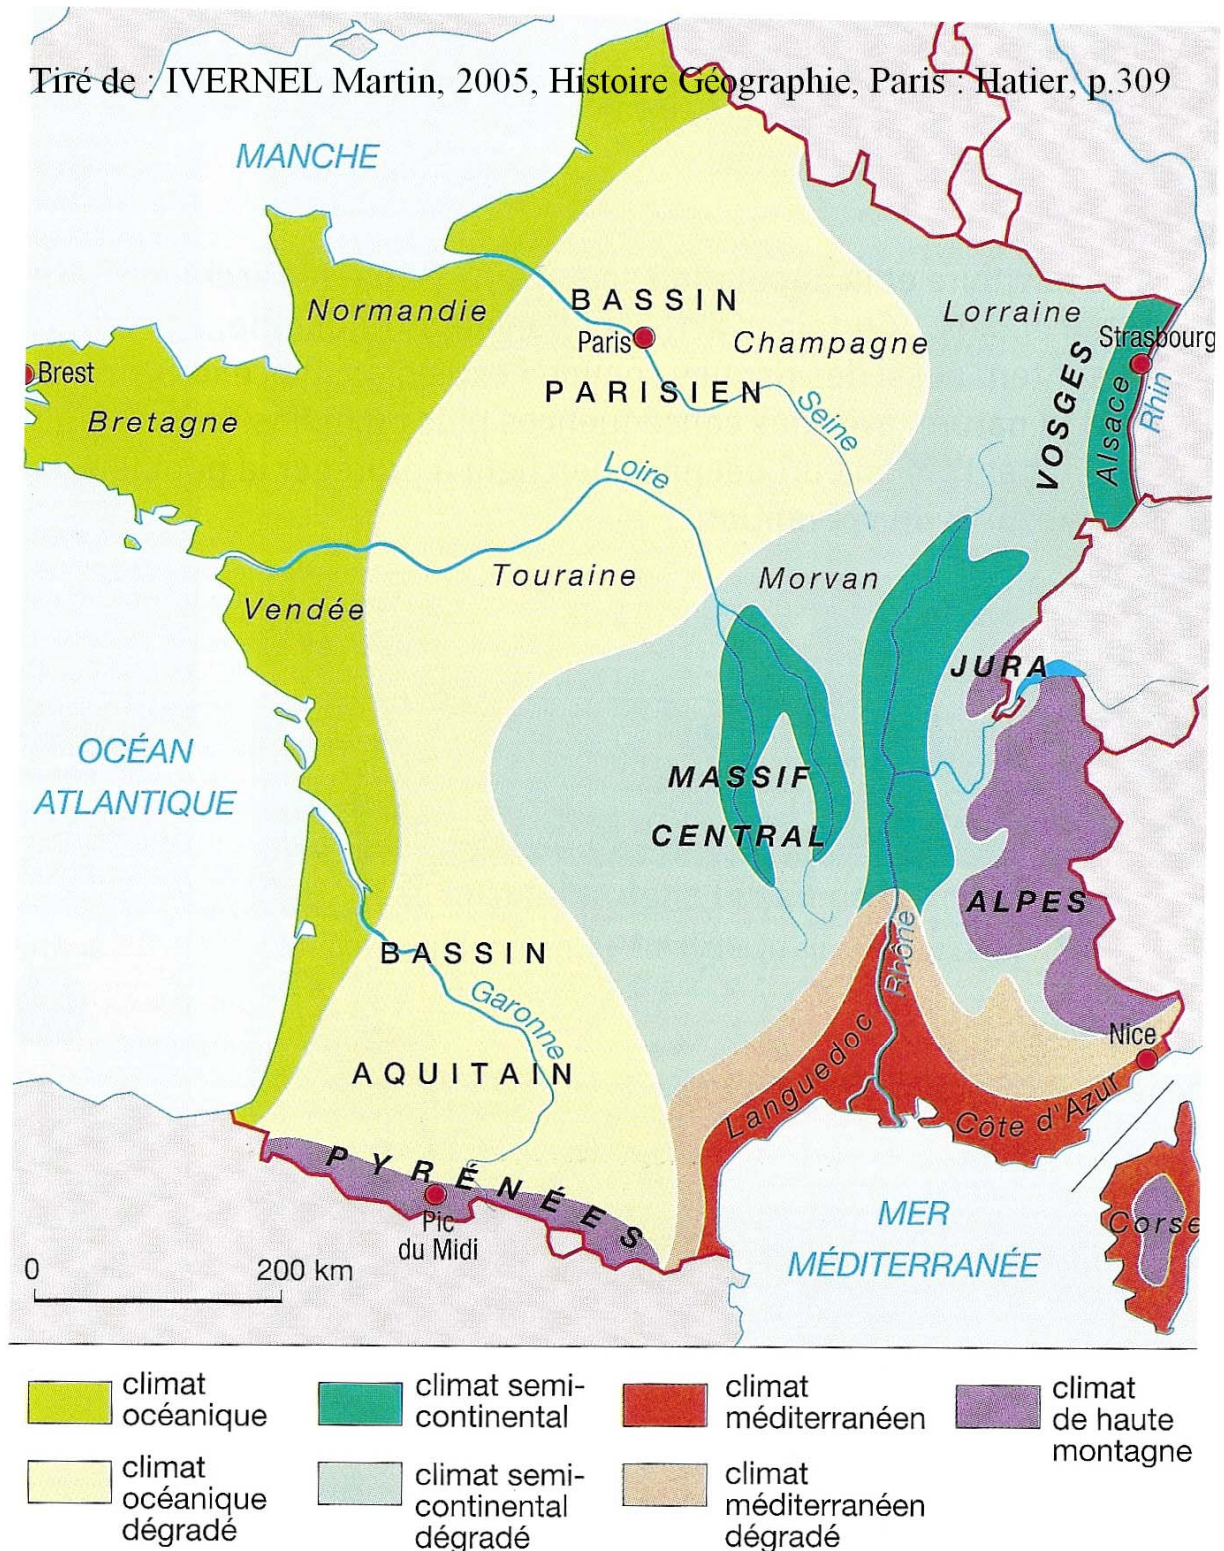 Tiré de : IVERNEL Martin, 2005, Histoire Géographie, Paris : Hatier, p.309
MANCHE
Normandie
BASSIN
Lorraine
Paris
Champagne
Strasbourg
Brest
PARISIEN
Seine
VOSGES
Alsace
Rhin
Bretagne
Loire
Touraine
Morvan
Vendée
JURA
OCÉAN
ATLANTIQUE
MASSIF
CENTRAL
ALPES
BASSIN
Rhône
Garonne
Nice
AQUITAIN
Languedoc
Côte d'Azur
PYRÉNÉES
Pic
du Midi
MER
MÉDITERRANÉE
Corse
0 200 km
climat
océanique
climat semi-
continental
climat
méditerranéen
climat
de haute
montagne
climat
océanique
dégradé
climat semi-
continental
dégradé
climat
méditerranéen
dégradé